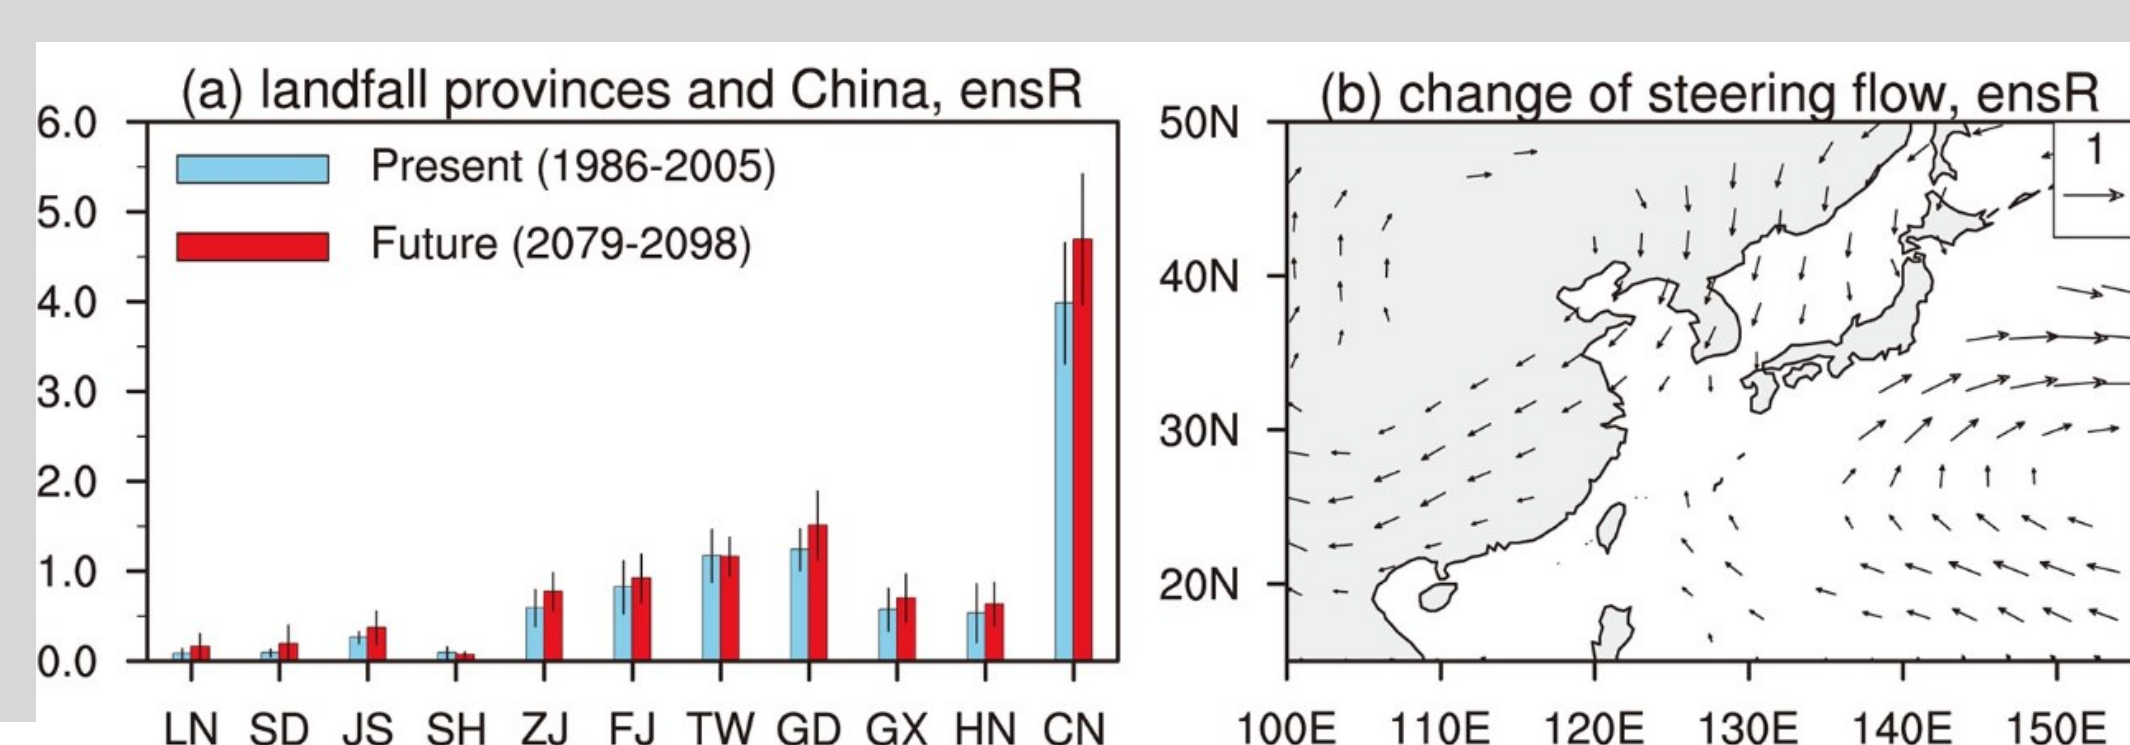 (a) landfall provinces and China, ensR
6.0
5.0
4.0
3.0
2.0
1.0
0.0
Present (1986-2005)
Future (2079-2098)
LN SD JS SH ZJ FJ TW GD GX HN CN
(b) change of steering flow, ensR
50N
40N
30N
20N
1
100E 110E 120E 130E 140E 150E